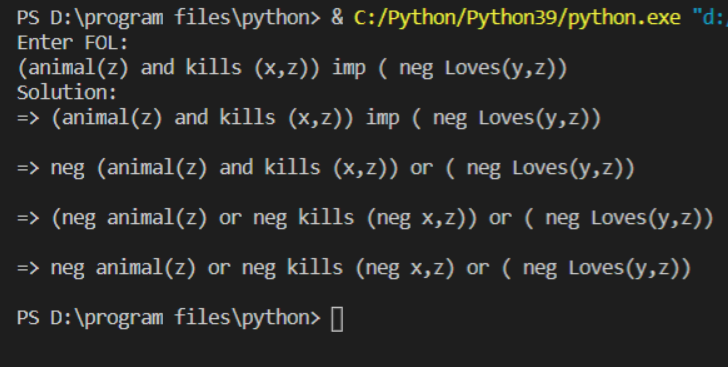 PS D:\program files\python> & C:/Python/Python39/python.exe "d:/
Enter FOL:
(animal(z) and kills (x,z)) imp ( neg Loves(y,z))
Solution:
=> (animal(z) and kills (x,z)) imp ( neg Loves(y,z))
=> neg (animal(z) and kills (x,z)) or ( neg Loves(y,z))
=> (neg animal(z) or neg kills (neg x,z)) or ( neg Loves(y,z))
=> neg animal(z) or neg kills (neg x,z) or ( neg Loves(y,z))
PS D:\program files\python>